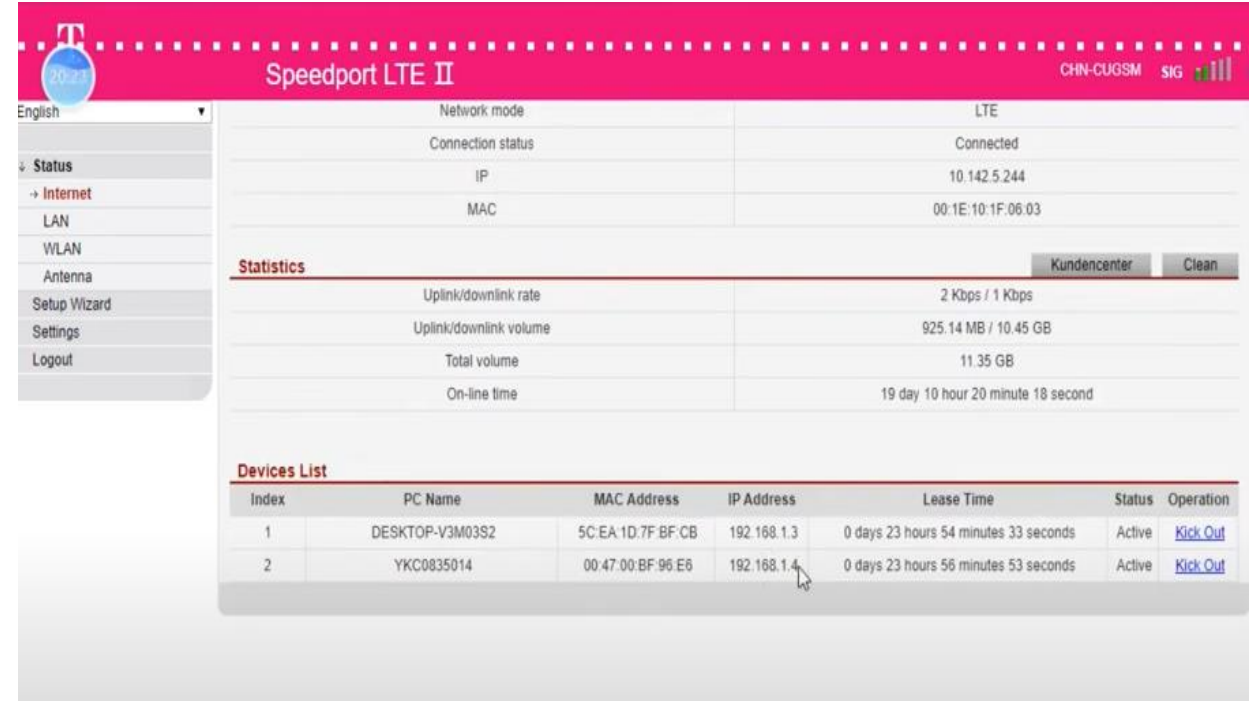 T
20:23
Speedport LTE II
CHN-CUGSM SIG
English
Network mode LTE
Connection status Connected
↓ Status
IP 10.142.5.244
→ Internet
MAC 00:1E:10:1F:06:03
LAN
WLAN
Statistics Kundencenter Clean
Antenna
Uplink/downlink rate 2 Kbps / 1 Kbps
Setup Wizard
Uplink/downlink volume 925.14 MB / 10.45 GB
Settings
Total volume 11.35 GB
Logout
On-line time 19 day 10 hour 20 minute 18 second
Devices List
Index PC Name MAC Address IP Address Lease Time Status Operation
1 DESKTOP-V3M03S2 5C:EA:1D:7F:BF:CB 192.168.1.3 0 days 23 hours 54 minutes 33 seconds Active Kick Out
2 YKC0835014 00:47:00:BF:96:E6 192.168.1.4 0 days 23 hours 56 minutes 53 seconds Active Kick Out